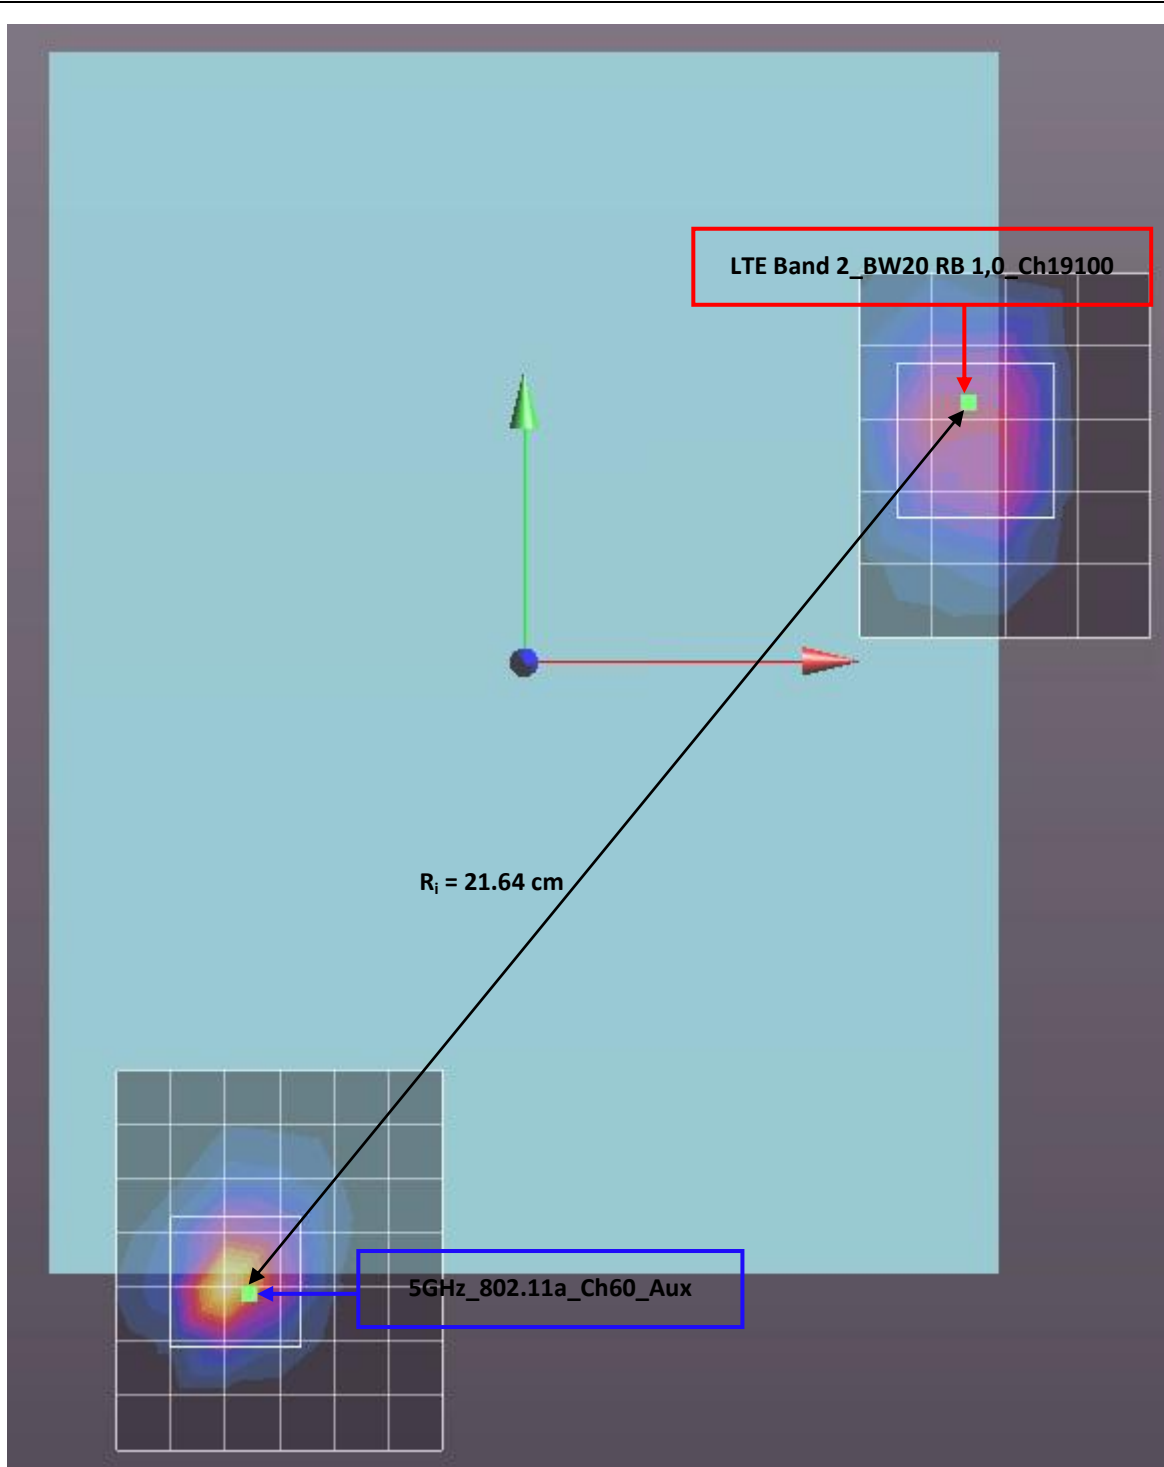 LTE Band 2_BW20 RB 1,0_Ch19100
Rᵢ = 21.64 cm
5GHz_802.11a_Ch60_Aux